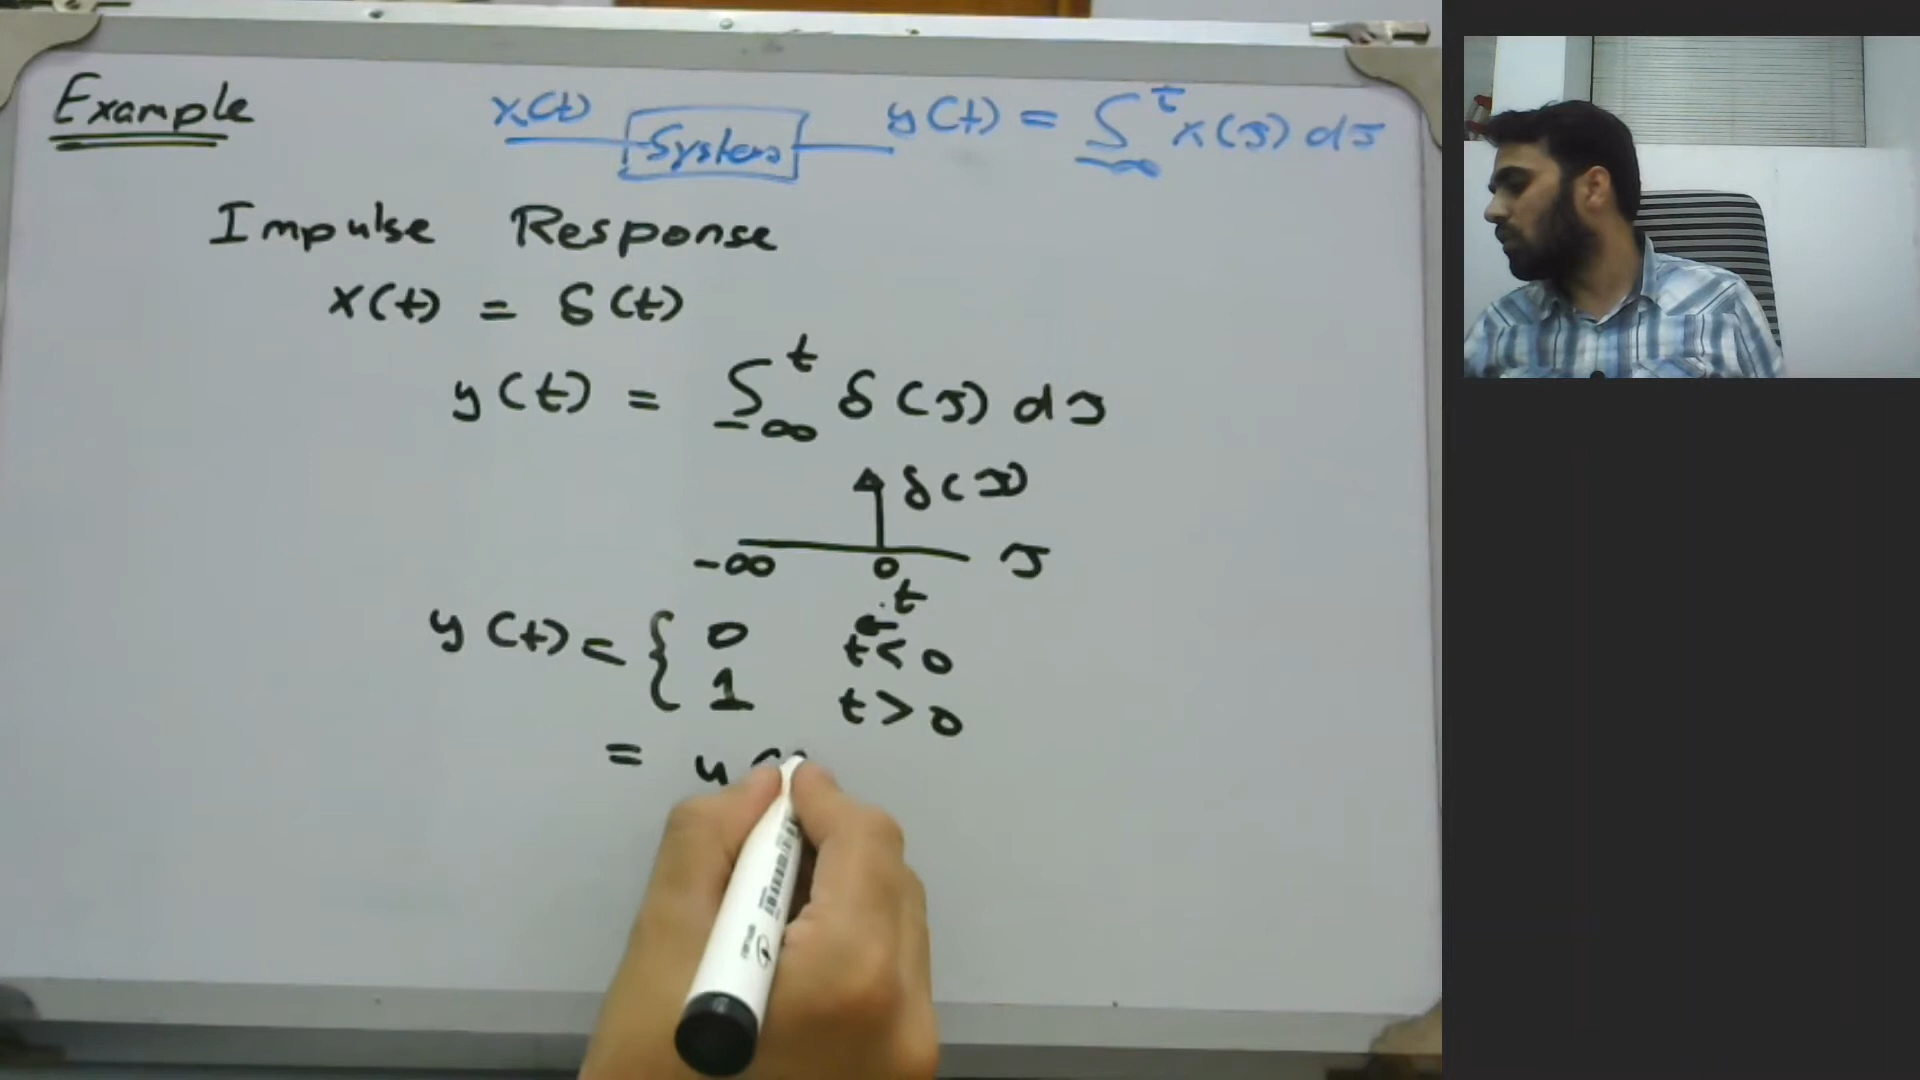 Example
x(t) System y(t) = ∫_{-∞}^{t} x(τ) dτ
Impulse Response
x(t) = δ(t)
y(t) = ∫_{-∞}^{t} δ(τ) dτ
δ(τ)
-∞ 0 τ
t
y(t) = { 0 t < 0
1 t > 0
= u(